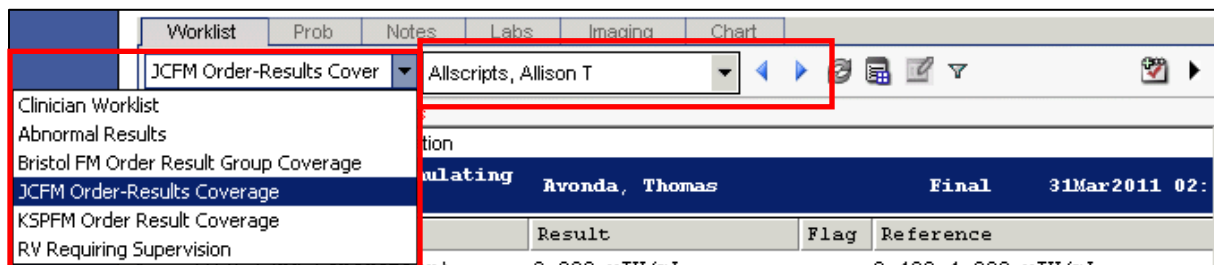 Worklist Prob Notes Labs Imaging Chart
JCFM Order-Results Cover Allscripts, Allison T
Clinician Worklist
Abnormal Results
tion
Bristol FM Order Result Group Coverage
ulating Avonda, Thomas Final 31Mar2011 02:
JCFM Order-Results Coverage
KSPFM Order Result Coverage
Result Flag Reference
RV Requiring Supervision